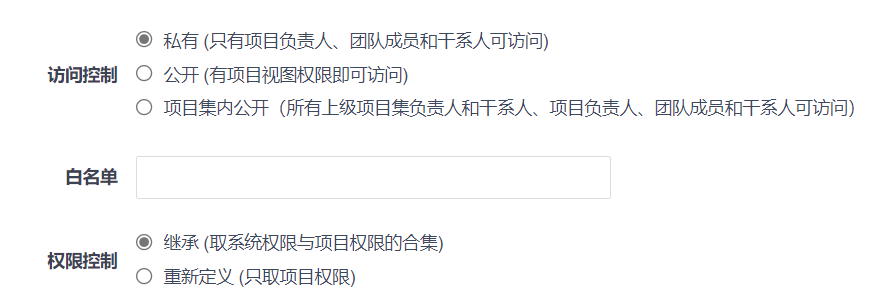 私有 (只有项目负责人、团队成员和干系人可访问)
访问控制
公开 (有项目视图权限即可访问)
项目集内公开（所有上级项目集负责人和干系人、项目负责人、团队成员和干系人可访问）
白名单
继承 (取系统权限与项目权限的合集)
权限控制
重新定义 (只取项目权限)